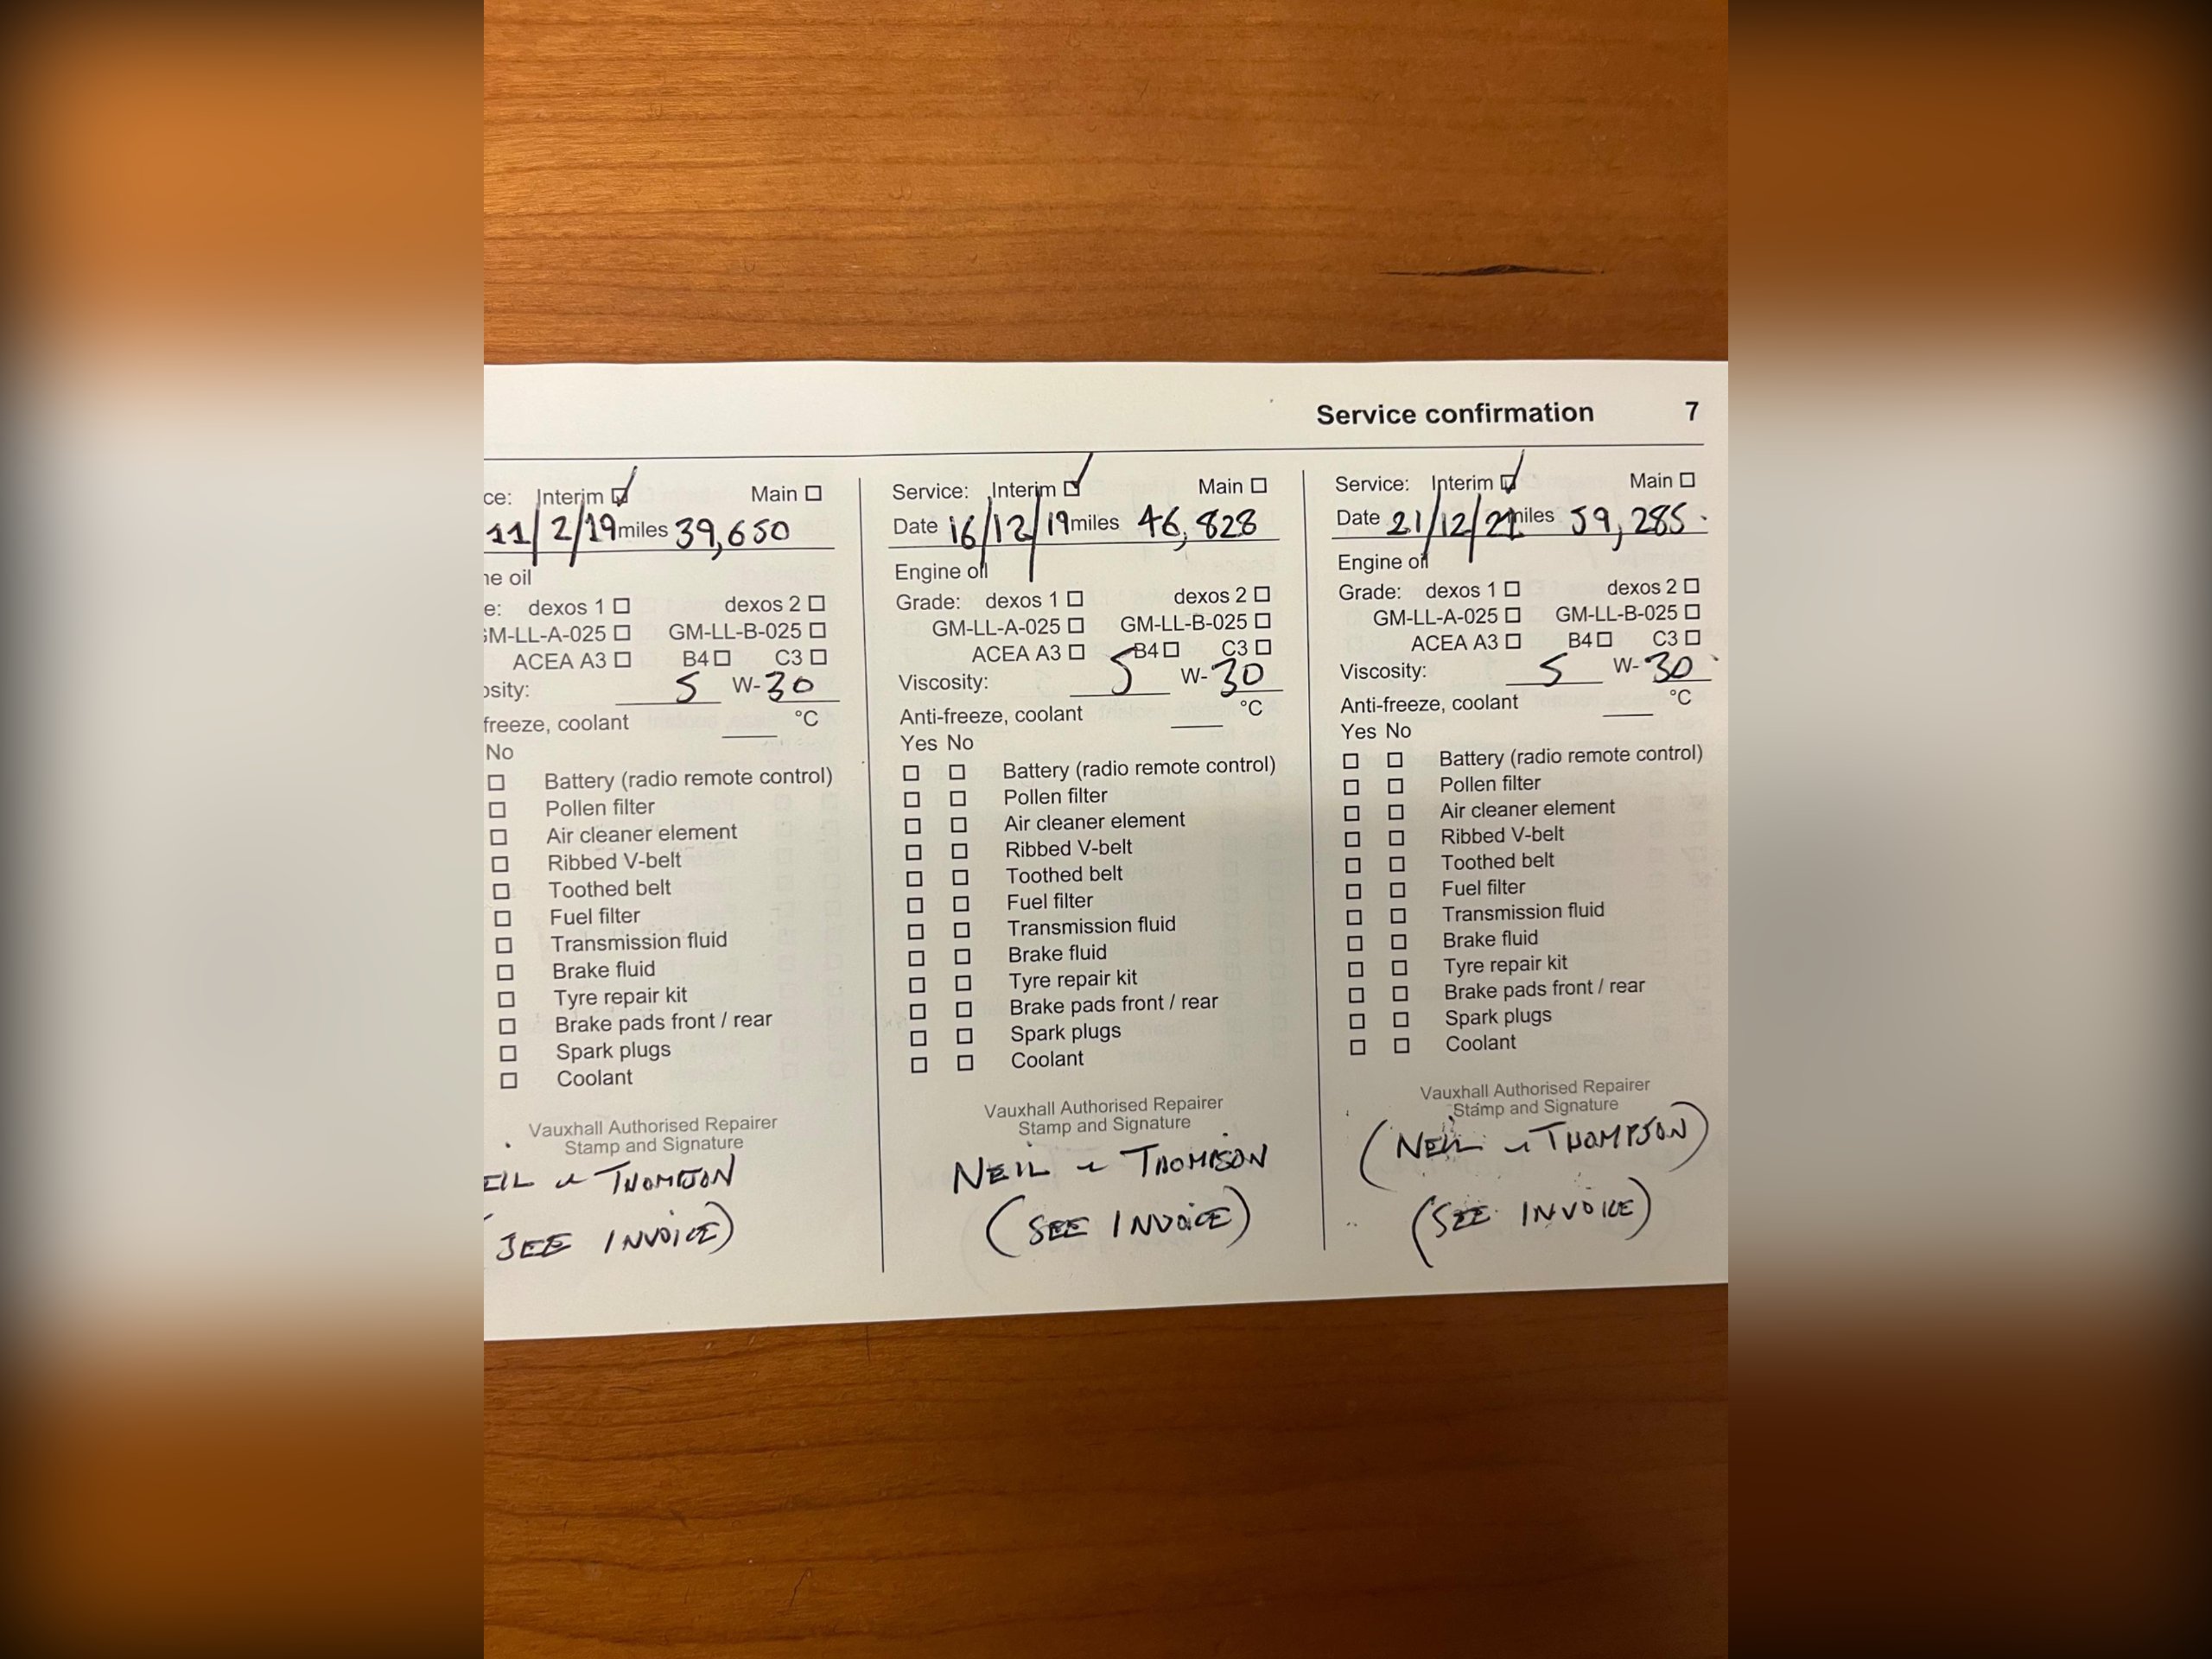 Service confirmation 7
ce: Interim Main
11/2/19 miles 39,650
ne oil
e: dexos 1 dexos 2
GM-LL-A-025 GM-LL-B-025
ACEA A3 B4 C3
osity: 5 W-30
freeze, coolant °C
No
Battery (radio remote control)
Pollen filter
Air cleaner element
Ribbed V-belt
Toothed belt
Fuel filter
Transmission fluid
Brake fluid
Tyre repair kit
Brake pads front / rear
Spark plugs
Coolant
Vauxhall Authorised Repairer
Stamp and Signature
EIL THOMPSON
(SEE INVOICE)
Service: Interim Main
Date 16/12/19 miles 46,828
Engine oil
Grade: dexos 1 dexos 2
GM-LL-A-025 GM-LL-B-025
ACEA A3 B4 C3
Viscosity: 5 W-30
Anti-freeze, coolant °C
Yes No
Battery (radio remote control)
Pollen filter
Air cleaner element
Ribbed V-belt
Toothed belt
Fuel filter
Transmission fluid
Brake fluid
Tyre repair kit
Brake pads front / rear
Spark plugs
Coolant
Vauxhall Authorised Repairer
Stamp and Signature
NEIL THOMPSON
(SEE INVOICE)
Service: Interim Main
Date 21/12/21 miles 59,285.
Engine oil
Grade: dexos 1 dexos 2
GM-LL-A-025 GM-LL-B-025
ACEA A3 B4 C3
Viscosity: 5 W-30
Anti-freeze, coolant °C
Yes No
Battery (radio remote control)
Pollen filter
Air cleaner element
Ribbed V-belt
Toothed belt
Fuel filter
Transmission fluid
Brake fluid
Tyre repair kit
Brake pads front / rear
Spark plugs
Coolant
Vauxhall Authorised Repairer
Stamp and Signature
(NEIL THOMPSON)
(SEE INVOICE)